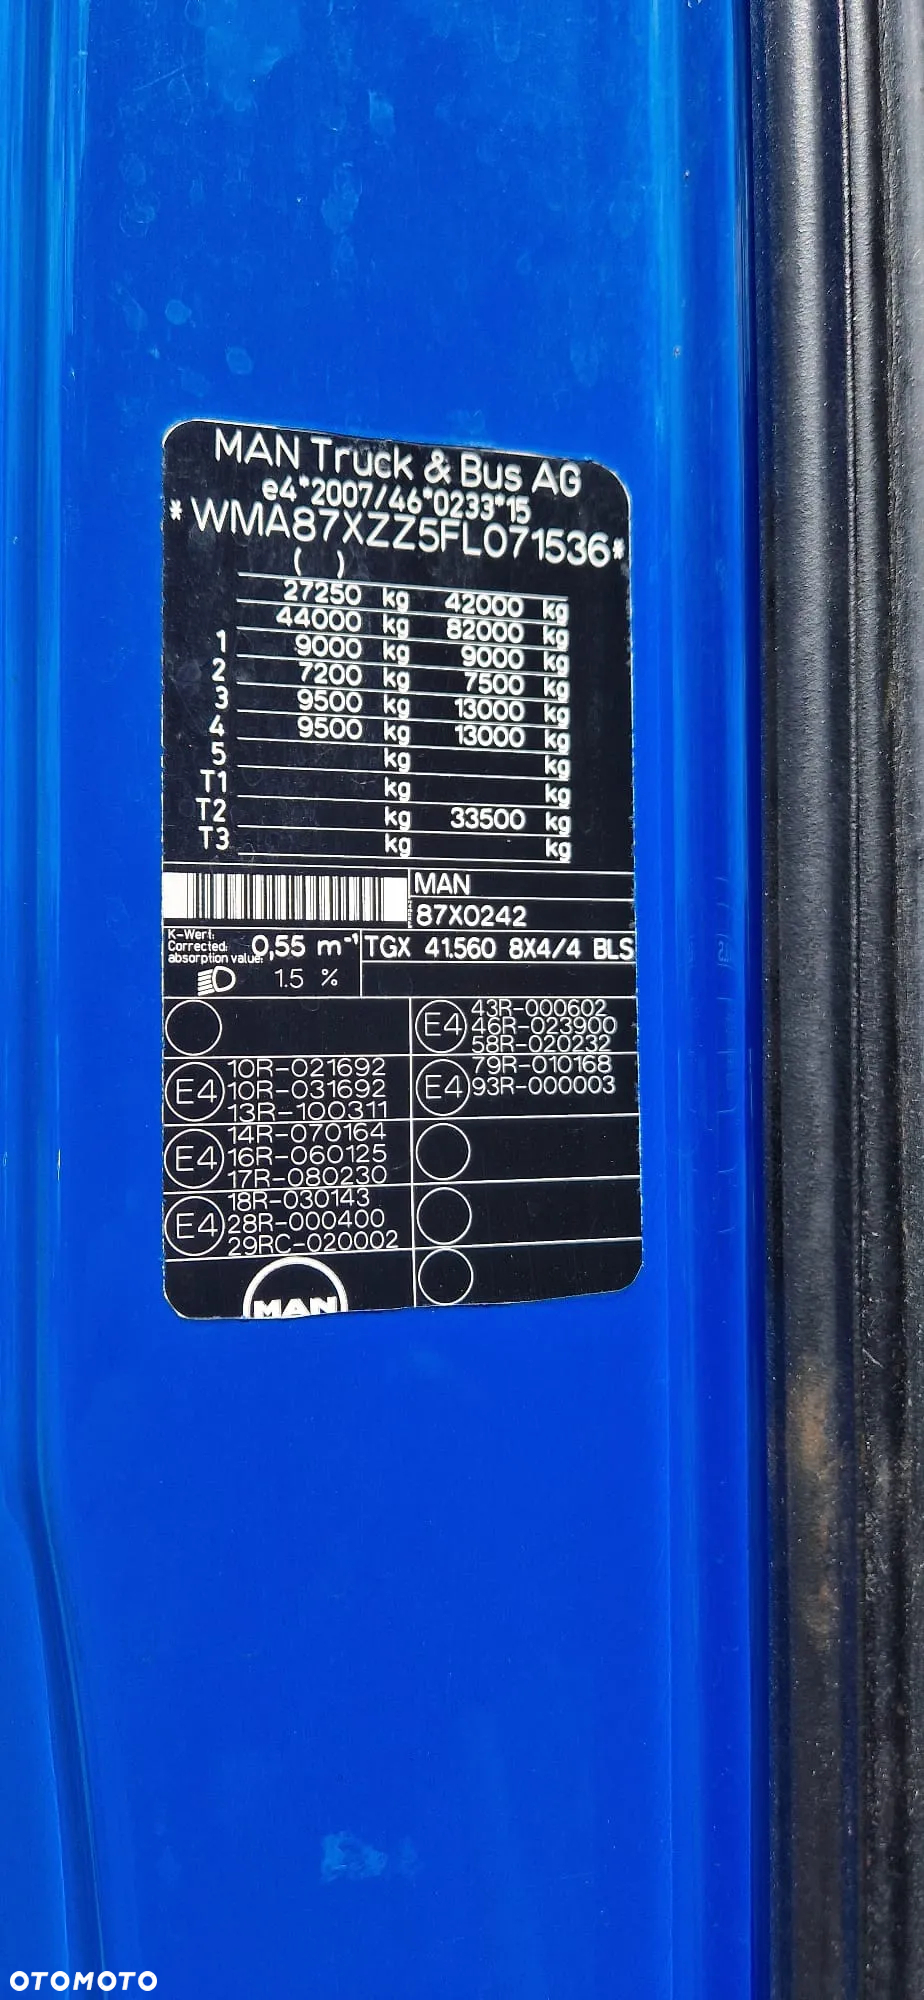 MAN Truck & Bus AG
e4*2007/46*0233*15
*WMA87XZZ5FL071536*
( )
27250 kg 42000 kg
44000 kg 82000 kg
1 9000 kg 9000 kg
2 7200 kg 7500 kg
3 9500 kg 13000 kg
4 9500 kg 13000 kg
5 kg kg
T1 kg kg
T2 kg 33500 kg
T3 kg kg
MAN
87X0242
K-Wert:
Corrected:
absorption value:
0,55 m⁻¹
TGX 41.560 8X4/4 BLS
1.5 %
E4
43R-000602
46R-023900
58R-020232
E4
10R-021692
10R-031692
13R-100311
E4
79R-010168
93R-000003
E4
14R-070164
16R-060125
17R-080230
E4
18R-030143
28R-000400
29RC-020002
MAN
OTOMOTO